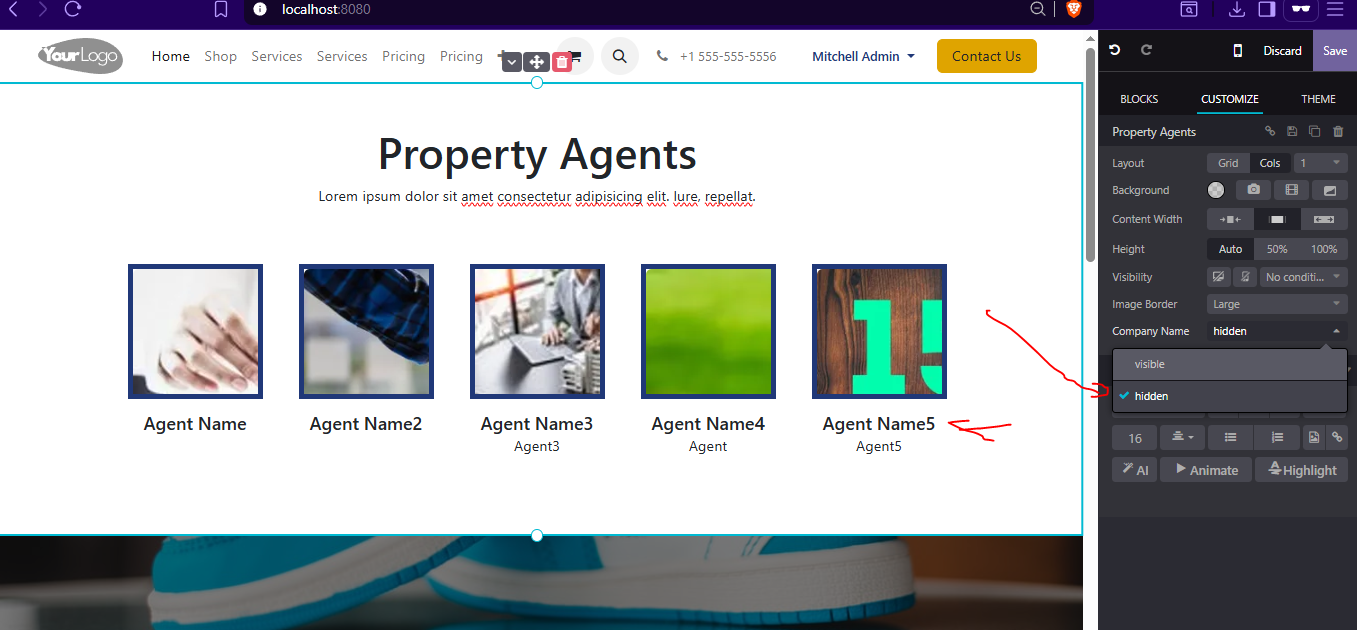 localhost:8080
YourLogo
Home Shop Services Services Pricing Pricing
+1 555-555-5556
Mitchell Admin
Contact Us
Discard
Save
BLOCKS CUSTOMIZE THEME
Property Agents
Lorem ipsum dolor sit amet consectetur adipisicing elit. Iure, repellat.
Agent Name
Agent Name2
Agent Name3
Agent3
Agent Name4
Agent
15
Agent Name5
Agent5
Property Agents
Layout Grid Cols 1
Background
Content Width
Height Auto 50% 100%
Visibility No conditi...
Image Border Large
Company Name hidden
visible
hidden
16
AI Animate Highlight